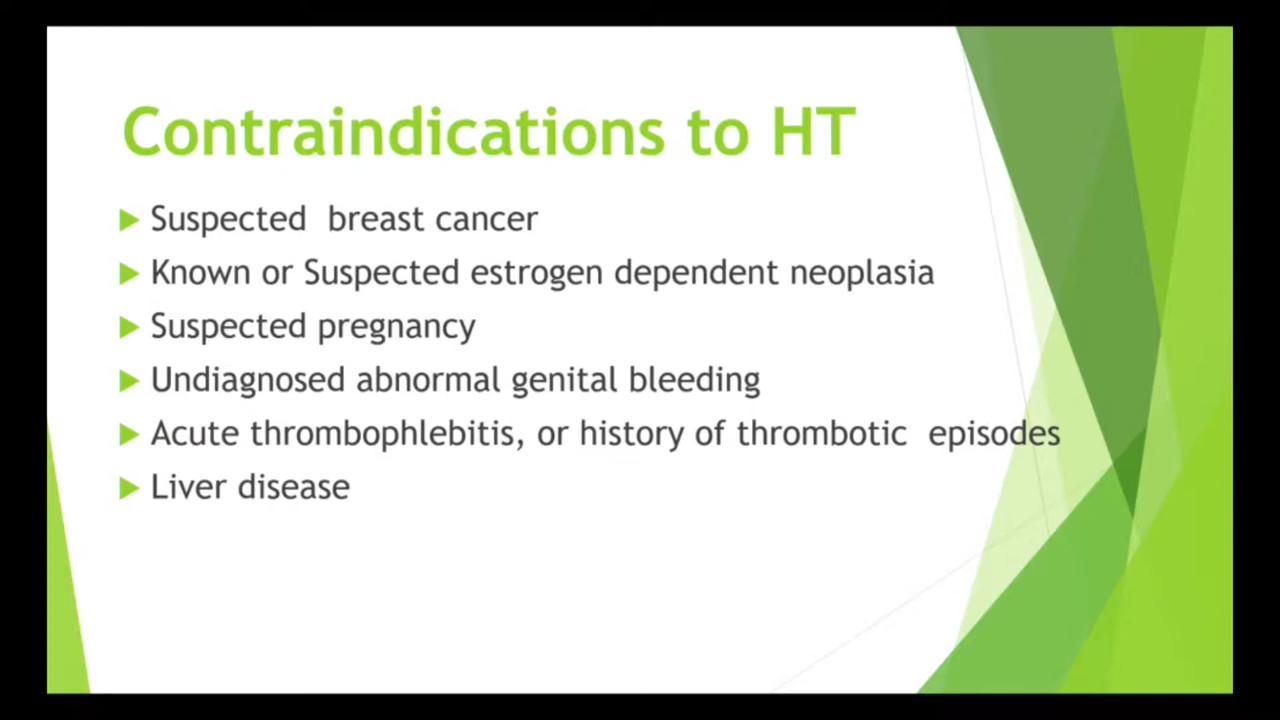 Contraindications to HT
Suspected breast cancer
Known or Suspected estrogen dependent neoplasia
Suspected pregnancy
Undiagnosed abnormal genital bleeding
Acute thrombophlebitis, or history of thrombotic episodes
Liver disease